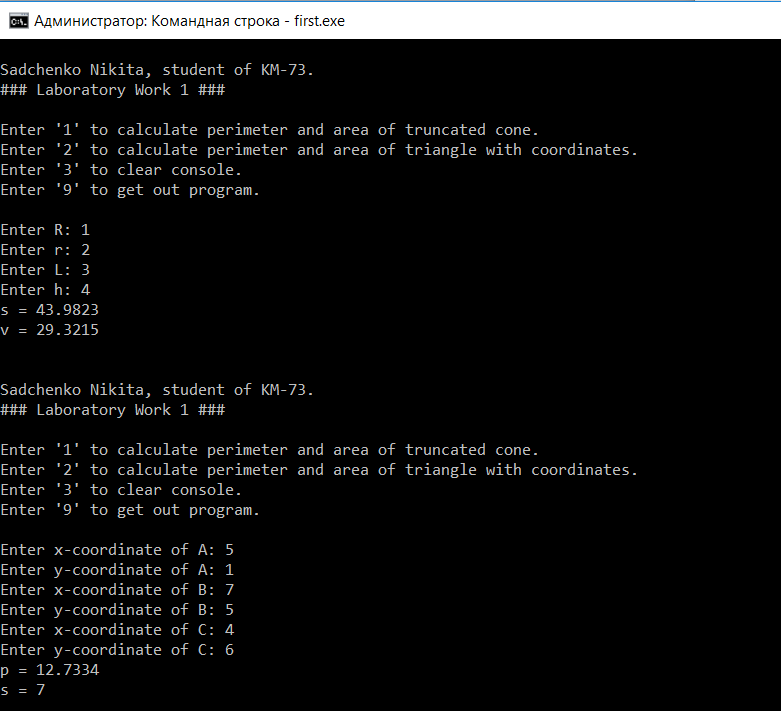 Администратор: Командная строка - first.exe
Sadchenko Nikita, student of KM-73.
### Laboratory Work 1 ###
Enter '1' to calculate perimeter and area of truncated cone.
Enter '2' to calculate perimeter and area of triangle with coordinates.
Enter '3' to clear console.
Enter '9' to get out program.
Enter R: 1
Enter r: 2
Enter L: 3
Enter h: 4
s = 43.9823
v = 29.3215
Sadchenko Nikita, student of KM-73.
### Laboratory Work 1 ###
Enter '1' to calculate perimeter and area of truncated cone.
Enter '2' to calculate perimeter and area of triangle with coordinates.
Enter '3' to clear console.
Enter '9' to get out program.
Enter x-coordinate of A: 5
Enter y-coordinate of A: 1
Enter x-coordinate of B: 7
Enter y-coordinate of B: 5
Enter x-coordinate of C: 4
Enter y-coordinate of C: 6
p = 12.7334
s = 7